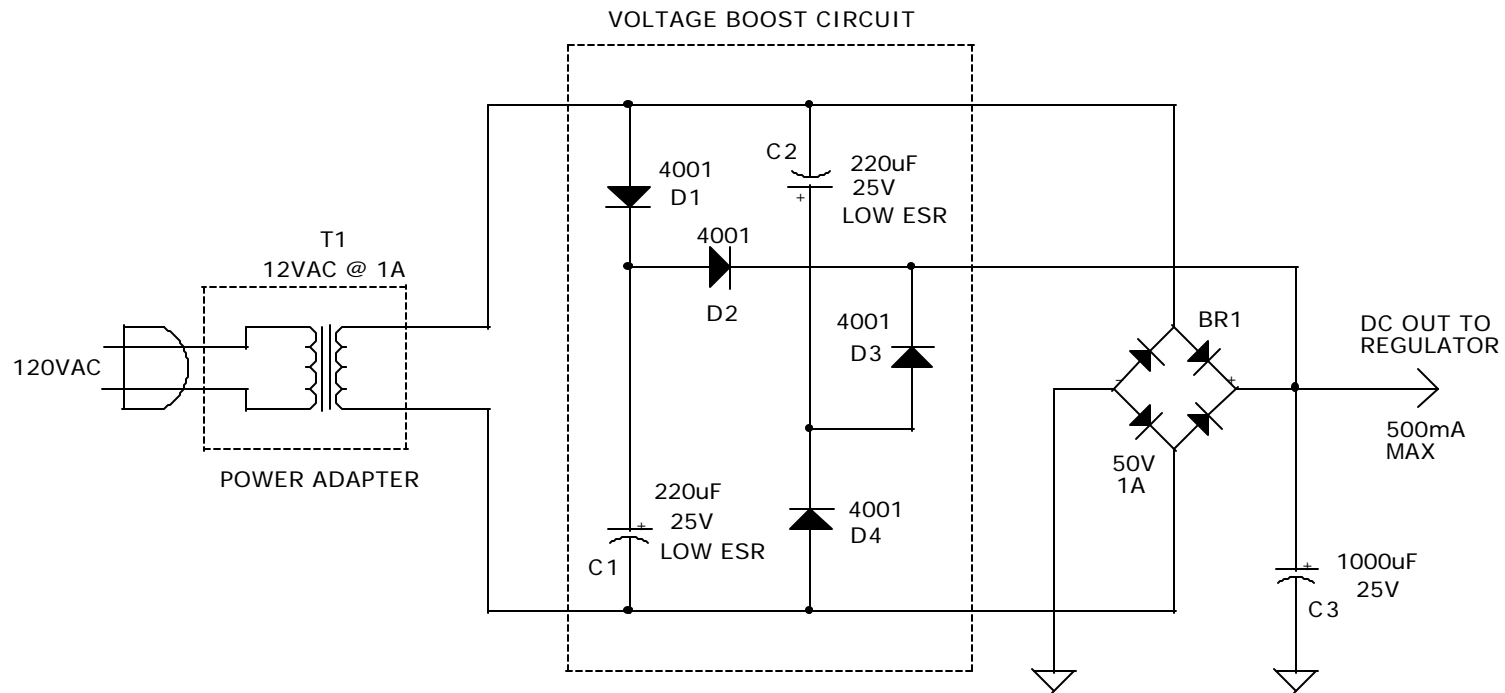 VOLTAGE BOOST CIRCUIT
4001
D1
C2
220uF
25V
LOW ESR
+
T1
12VAC @ 1A
4001
D2
4001
D3
BR1
DC OUT TO
REGULATOR
120VAC
-
+
500mA
MAX
POWER ADAPTER
50V
1A
220uF
+
25V
LOW ESR
C1
4001
D4
+
1000uF
25V
C3